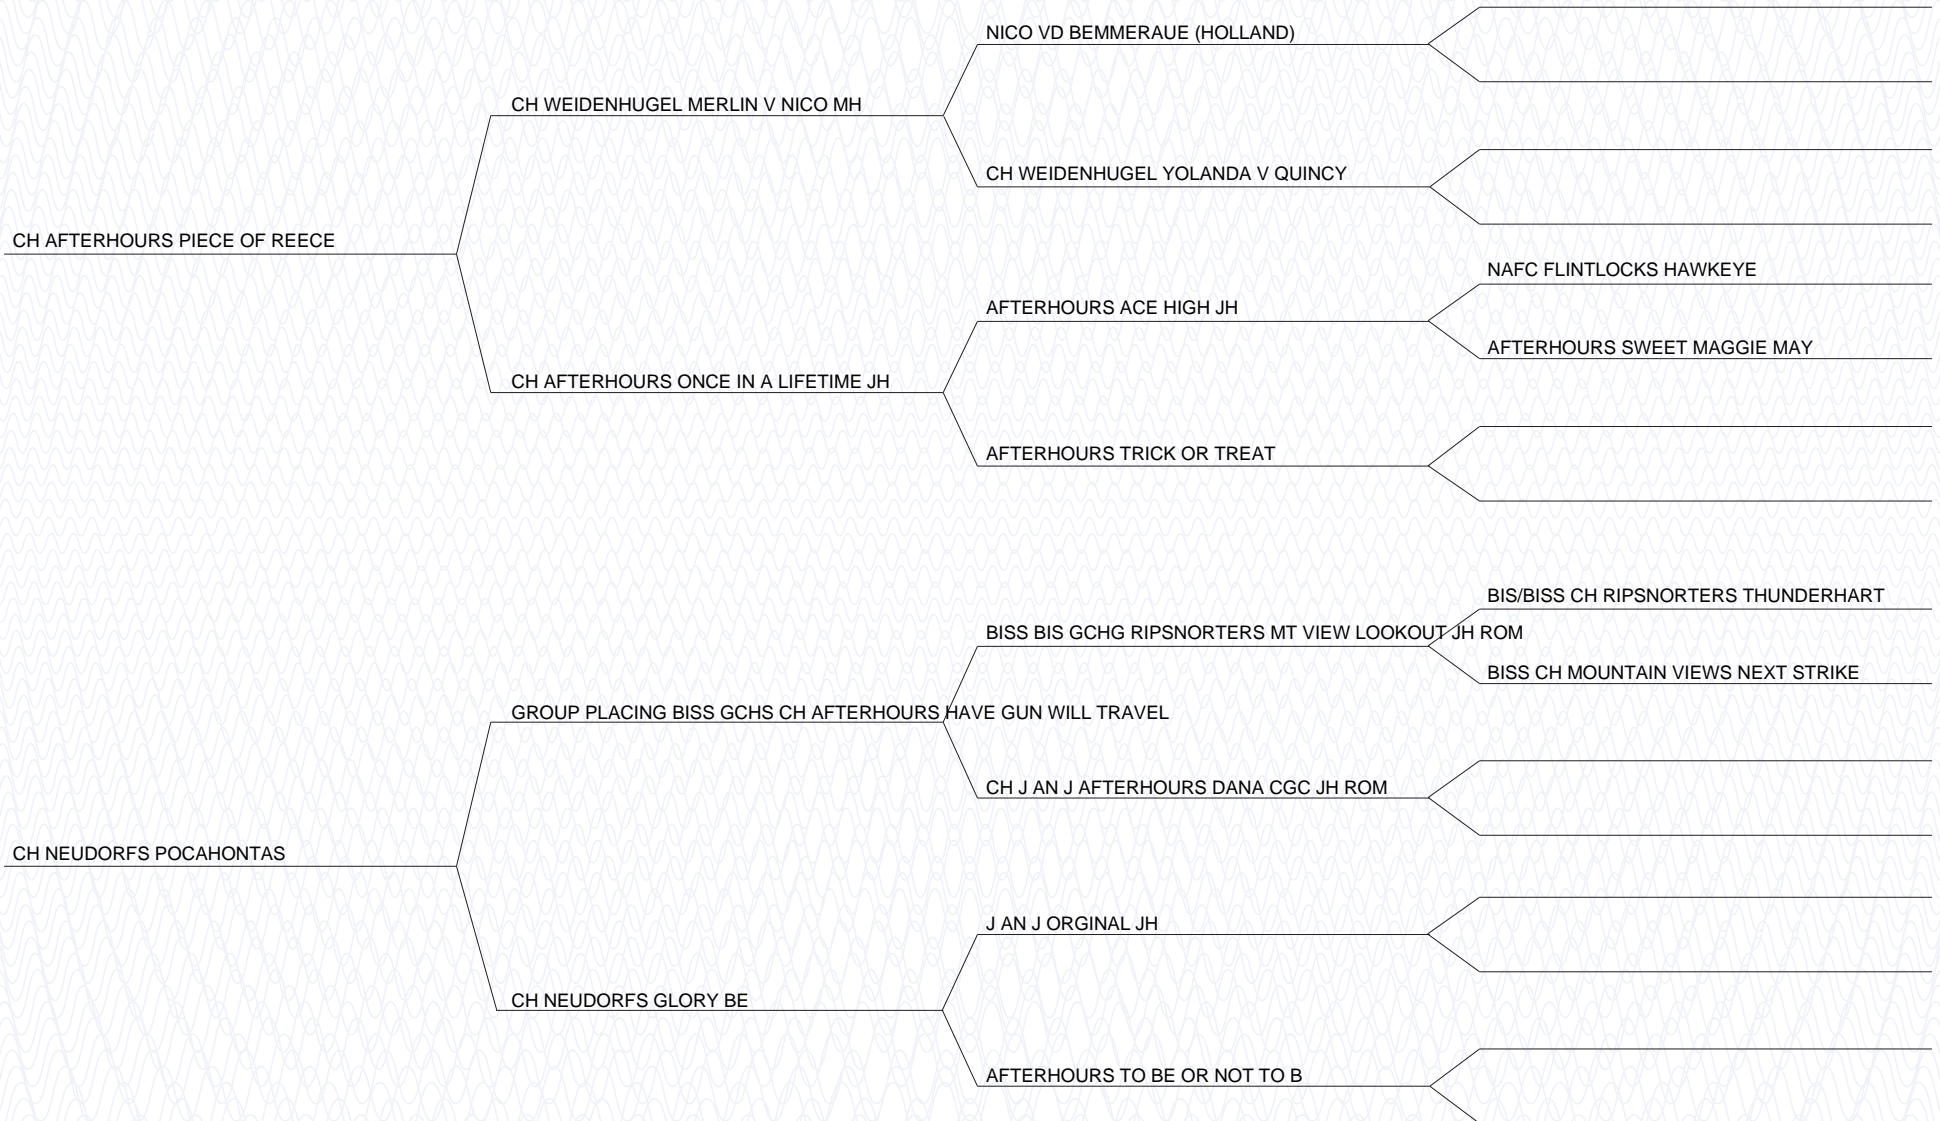 NICO VD BEMMERAUE (HOLLAND)
CH WEIDENHUGEL MERLIN V NICO MH
CH WEIDENHUGEL YOLANDA V QUINCY
CH AFTERHOURS PIECE OF REECE
NAFC FLINTLOCKS HAWKEYE
AFTERHOURS ACE HIGH JH
AFTERHOURS SWEET MAGGIE MAY
CH AFTERHOURS ONCE IN A LIFETIME JH
AFTERHOURS TRICK OR TREAT
BIS/BISS CH RIPSNORTERS THUNDERHART
BISS BIS GCHG RIPSNORTERS MT VIEW LOOKOUT JH ROM
BISS CH MOUNTAIN VIEWS NEXT STRIKE
GROUP PLACING BISS GCHS CH AFTERHOURS HAVE GUN WILL TRAVEL
CH J AN J AFTERHOURS DANA CGC JH ROM
CH NEUDORFS POCAHONTAS
J AN J ORGINAL JH
CH NEUDORFS GLORY BE
AFTERHOURS TO BE OR NOT TO B